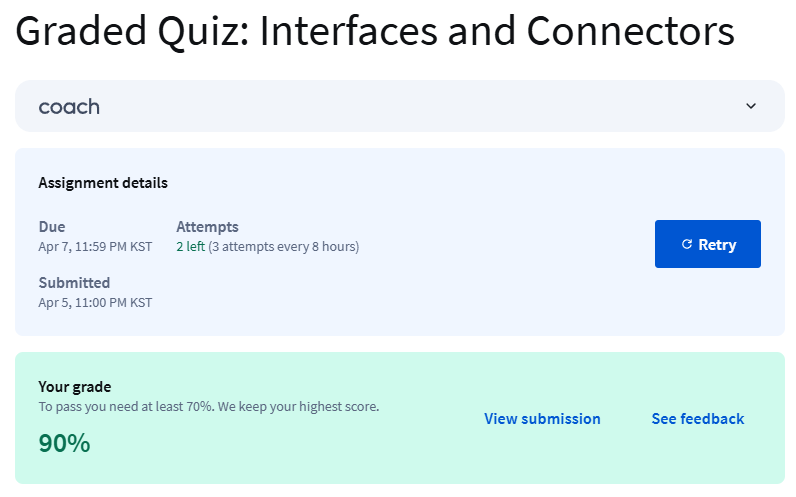 Graded Quiz: Interfaces and Connectors
coach
Assignment details
Due
Apr 7, 11:59 PM KST
Attempts
2 left (3 attempts every 8 hours)
Submitted
Apr 5, 11:00 PM KST
Retry
Your grade
To pass you need at least 70%. We keep your highest score.
90%
View submission
See feedback